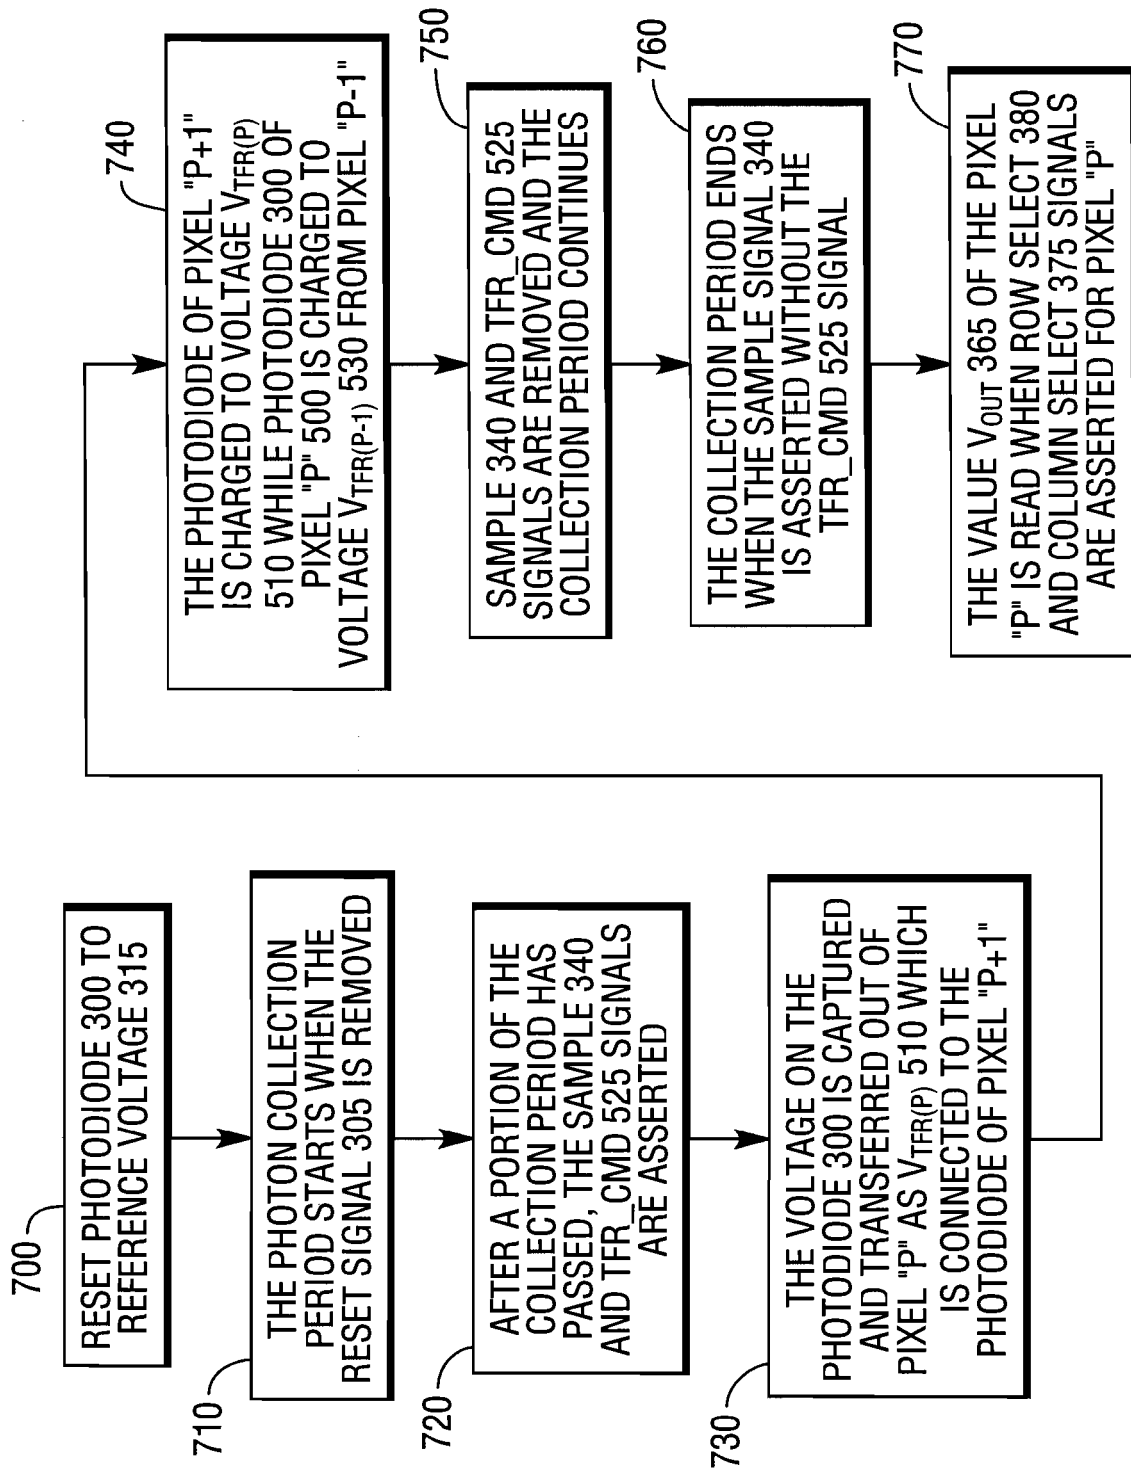 700
RESET PHOTODIODE 300 TO
REFERENCE VOLTAGE 315
710
THE PHOTON COLLECTION
PERIOD STARTS WHEN THE
RESET SIGNAL 305 IS REMOVED
720
AFTER A PORTION OF THE
COLLECTION PERIOD HAS
PASSED, THE SAMPLE 340
AND TFR_CMD 525 SIGNALS
ARE ASSERTED
730
THE VOLTAGE ON THE
PHOTODIODE 300 IS CAPTURED
AND TRANSFERRED OUT OF
PIXEL "P" AS VTFR(P) 510 WHICH
IS CONNECTED TO THE
PHOTODIODE OF PIXEL "P+1"
740
THE PHOTODIODE OF PIXEL "P+1"
IS CHARGED TO VOLTAGE VTFR(P)
510 WHILE PHOTODIODE 300 OF
PIXEL "P" 500 IS CHARGED TO
VOLTAGE VTFR(P-1) 530 FROM PIXEL "P-1"
750
SAMPLE 340 AND TFR_CMD 525
SIGNALS ARE REMOVED AND THE
COLLECTION PERIOD CONTINUES
760
THE COLLECTION PERIOD ENDS
WHEN THE SAMPLE SIGNAL 340
IS ASSERTED WITHOUT THE
TFR_CMD 525 SIGNAL
770
THE VALUE VOUT 365 OF THE PIXEL
"P" IS READ WHEN ROW SELECT 380
AND COLUMN SELECT 375 SIGNALS
ARE ASSERTED FOR PIXEL "P"